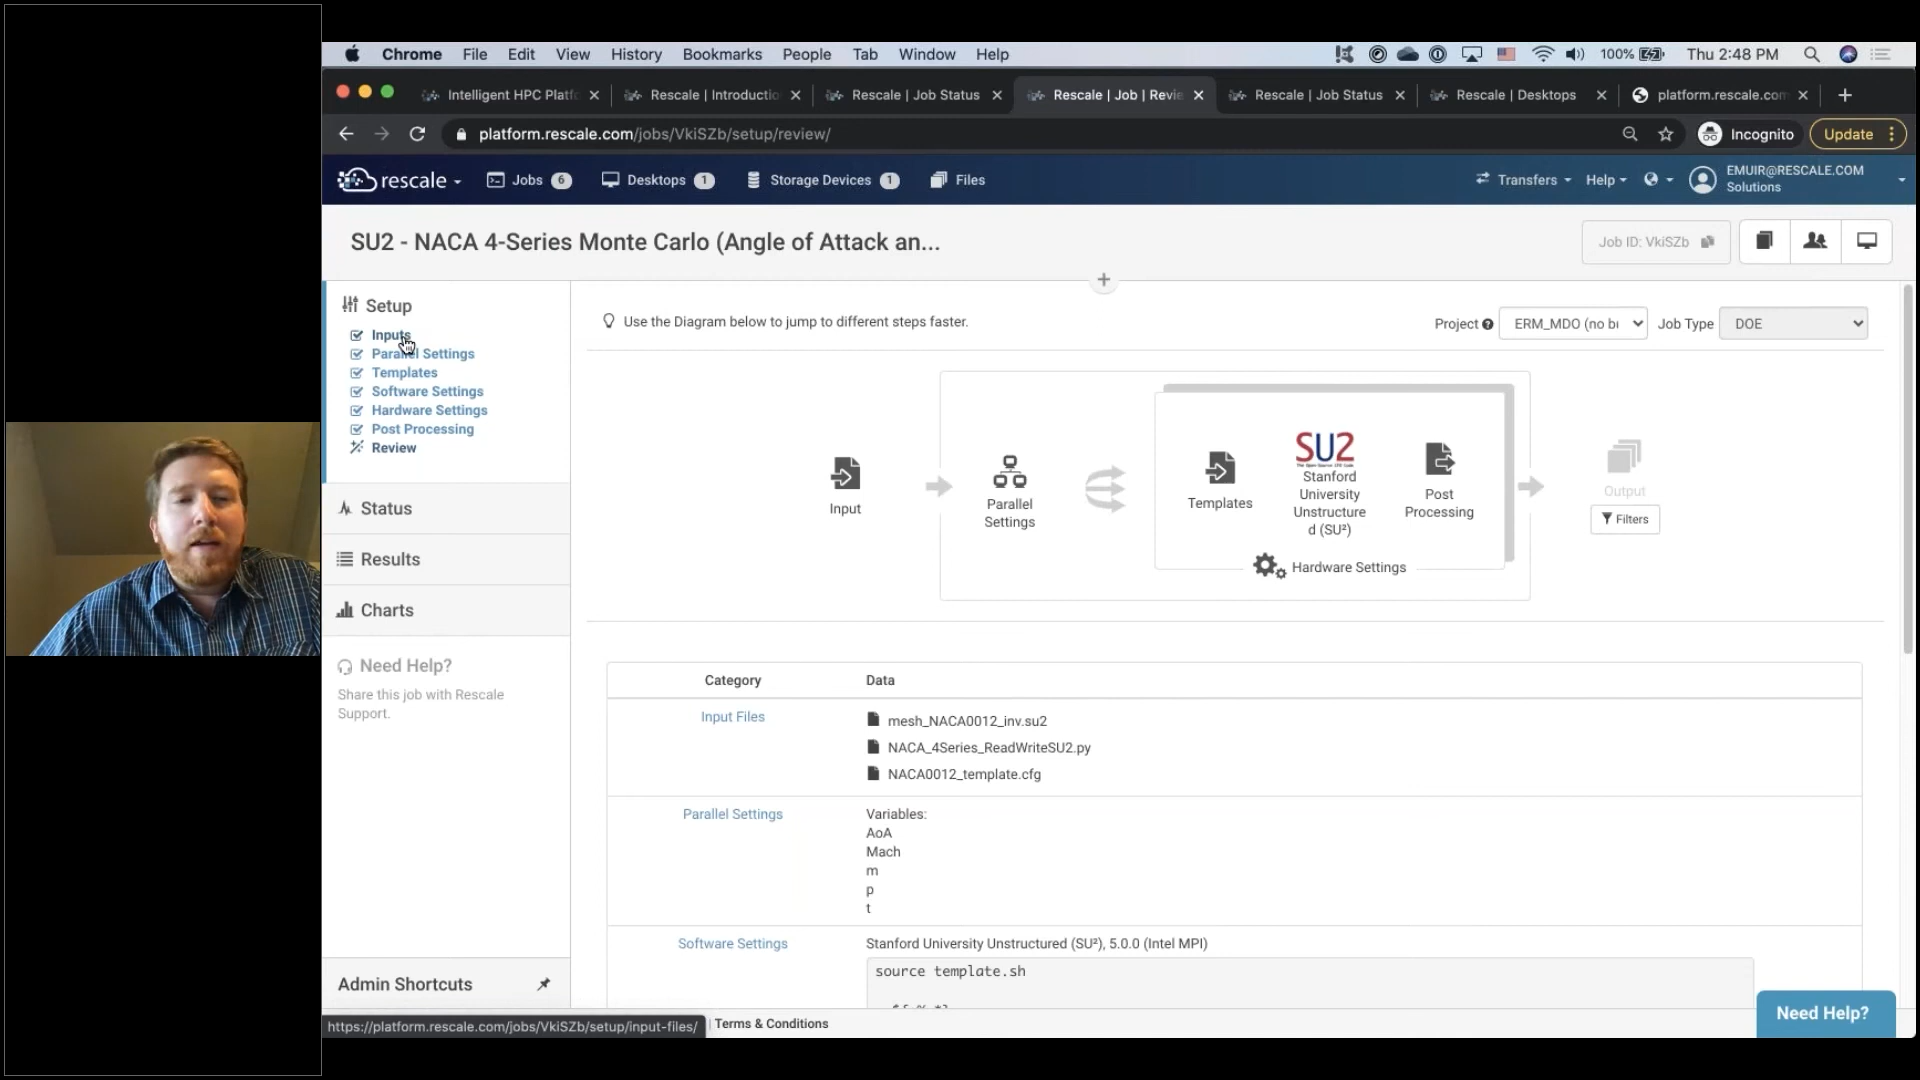 Chrome File Edit View History Bookmarks People Tab Window Help 100% Thu 2:48 PM
Intelligent HPC Platf
Rescale | Introductio
Rescale | Job Status
Rescale | Job | Revie
Rescale | Job Status
Rescale | Desktops
platform.rescale.com
platform.rescale.com/jobs/VkiSZb/setup/review/
Incognito
Update
rescale
Jobs 6
Desktops 1
Storage Devices 1
Files
Transfers
Help
EMUIR@RESCALE.COM
Solutions
SU2 - NACA 4-Series Monte Carlo (Angle of Attack an...
Job ID: VkiSZb
Setup
Inputs
Parallel Settings
Templates
Software Settings
Hardware Settings
Post Processing
Review
Status
Results
Charts
Need Help?
Share this job with Rescale
Support.
Admin Shortcuts
Use the Diagram below to jump to different steps faster.
Project
ERM_MDO (no bu
Job Type
DOE
Input
Parallel
Settings
Templates
SU2
Stanford
University
Unstructure
d (SU²)
Post
Processing
Hardware Settings
Output
Filters
Category Data
Input Files
mesh_NACA0012_inv.su2
NACA_4Series_ReadWriteSU2.py
NACA0012_template.cfg
Parallel Settings
Variables:
AoA
Mach
m
p
t
Software Settings
Stanford University Unstructured (SU²), 5.0.0 (Intel MPI)
source template.sh
https://platform.rescale.com/jobs/VkiSZb/setup/input-files/
Terms & Conditions
Need Help?